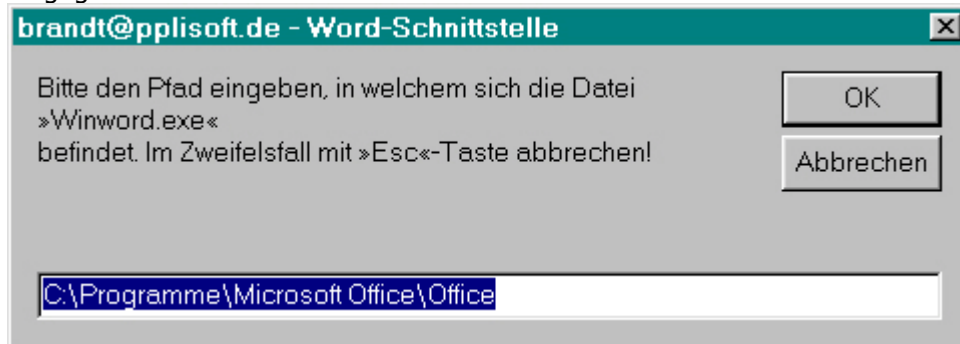 brandt@pplisoft.de - Word-Schnittstelle
Bitte den Pfad eingeben, in welchem sich die Datei
»Winword.exe«
befindet. Im Zweifelsfall mit »Esc«-Taste abbrechen!
OK
Abbrechen
C:\Programme\Microsoft Office\Office